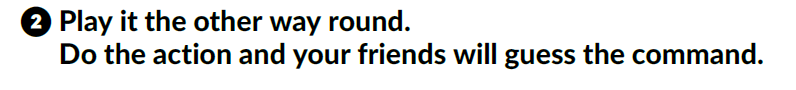 2 Play it the other way round.
Do the action and your friends will guess the command.